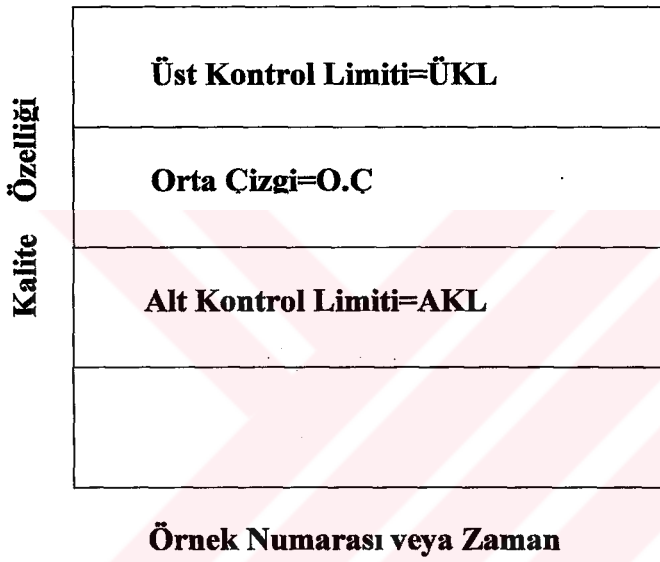 Üst Kontrol Limiti=ÜKL
Orta Çizgi=O.Ç
Alt Kontrol Limiti=AKL
Kalite Özelliği
Örnek Numarası veya Zaman